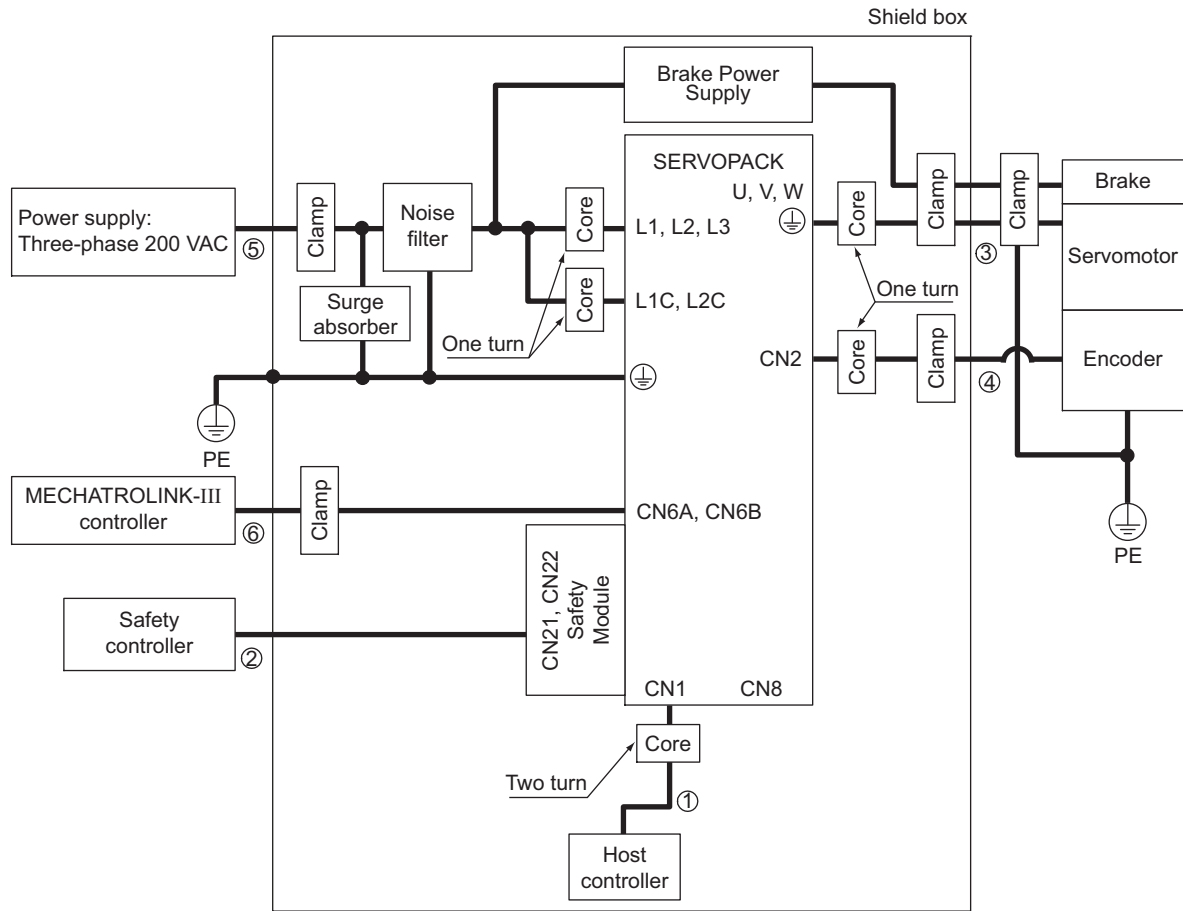 Shield box
Brake Power
Supply
SERVOPACK
U, V, W
Power supply:
Three-phase 200 VAC
⑤
Clamp
Noise
filter
Core
L1, L2, L3
Core
Clamp
Clamp
Brake
③
Servomotor
Surge
absorber
Core
L1C, L2C
One turn
One turn
CN2
Core
Clamp
④
Encoder
PE
PE
MECHATROLINK-III
controller
⑥
Clamp
CN6A, CN6B
Safety
controller
②
CN21, CN22
Safety
Module
CN1
CN8
Core
Two turn
①
Host
controller